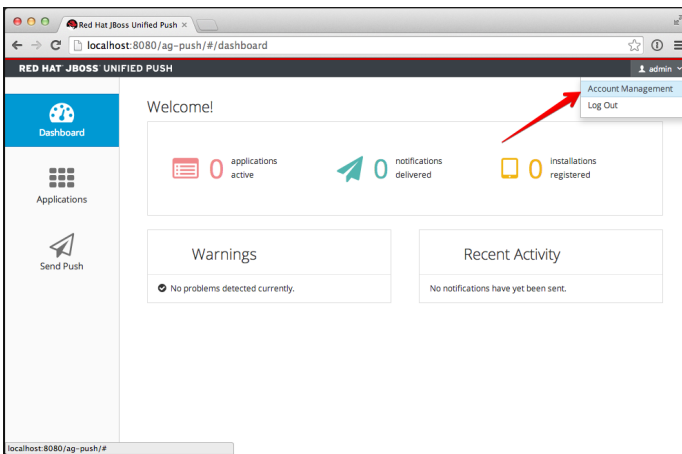 Red Hat JBoss Unified Push ×
localhost:8080/ag-push/#/dashboard
RED HAT JBOSS UNIFIED PUSH
admin
Account Management
Log Out
Dashboard
Applications
Send Push
Welcome!
0 applications active
0 notifications delivered
0 installations registered
Warnings
No problems detected currently.
Recent Activity
No notifications have yet been sent.
localhost:8080/ag-push/#